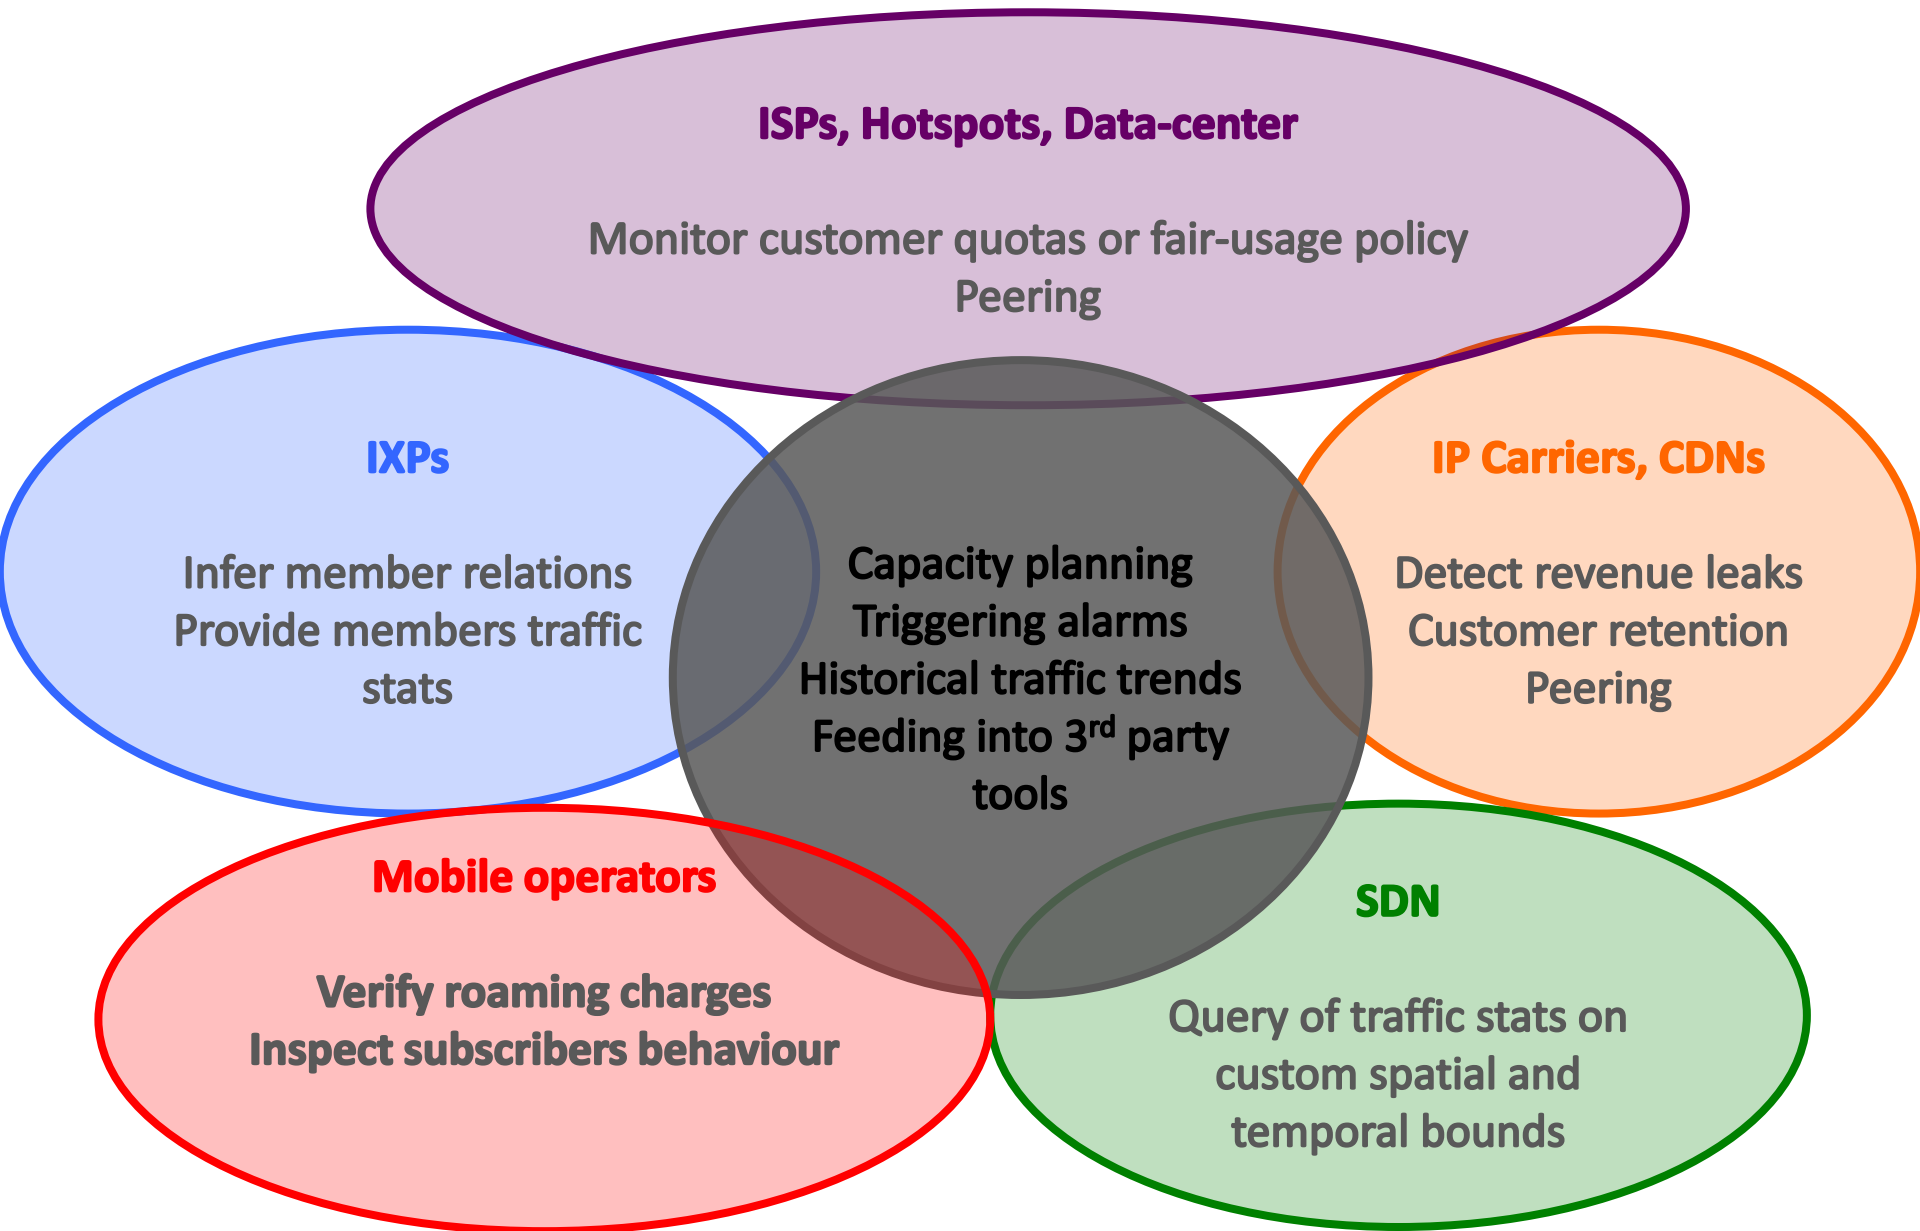 ISPs, Hotspots, Data-center
Monitor customer quotas or fair-usage policy
Peering
IXPs
Infer member relations
Provide members traffic
stats
Capacity planning
Triggering alarms
Historical traffic trends
Feeding into 3rd party
tools
IP Carriers, CDNs
Detect revenue leaks
Customer retention
Peering
Mobile operators
Verify roaming charges
Inspect subscribers behaviour
SDN
Query of traffic stats on
custom spatial and
temporal bounds